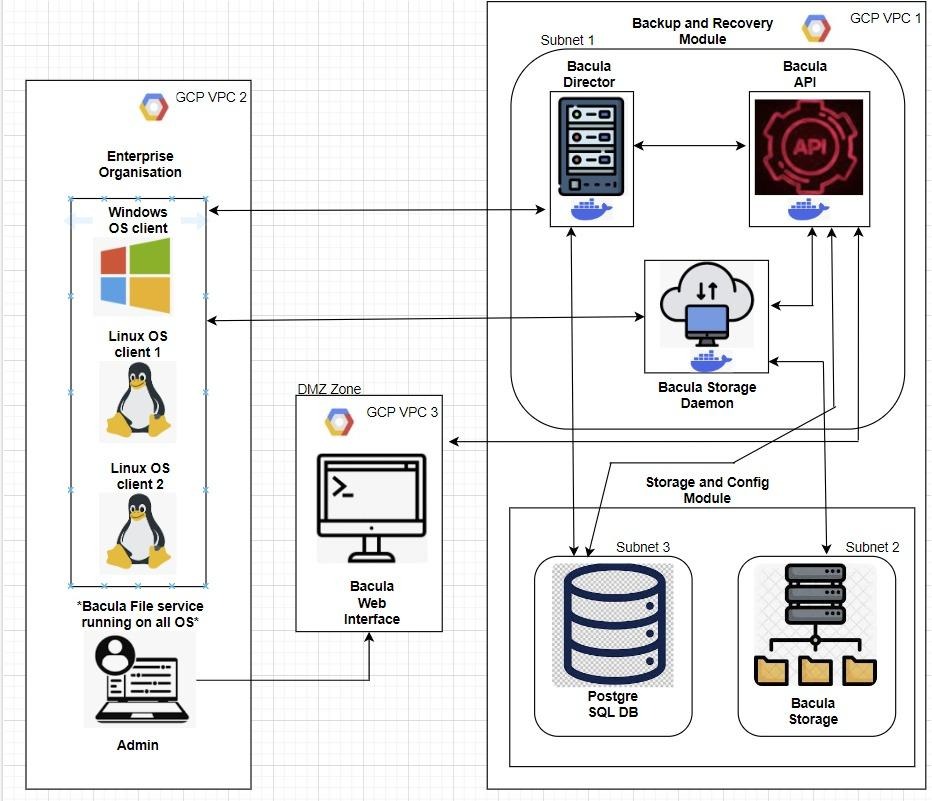 GCP VPC 1
Backup and Recovery
Module
Subnet 1
Bacula
Director
Bacula
API
API
Bacula Storage
Daemon
GCP VPC 2
Enterprise
Organisation
Windows
OS client
Linux OS
client 1
Linux OS
client 2
*Bacula File service
running on all OS*
Admin
DMZ Zone
GCP VPC 3
>_
Bacula
Web
Interface
Storage and Config
Module
Subnet 3
Postgre
SQL DB
Subnet 2
Bacula
Storage